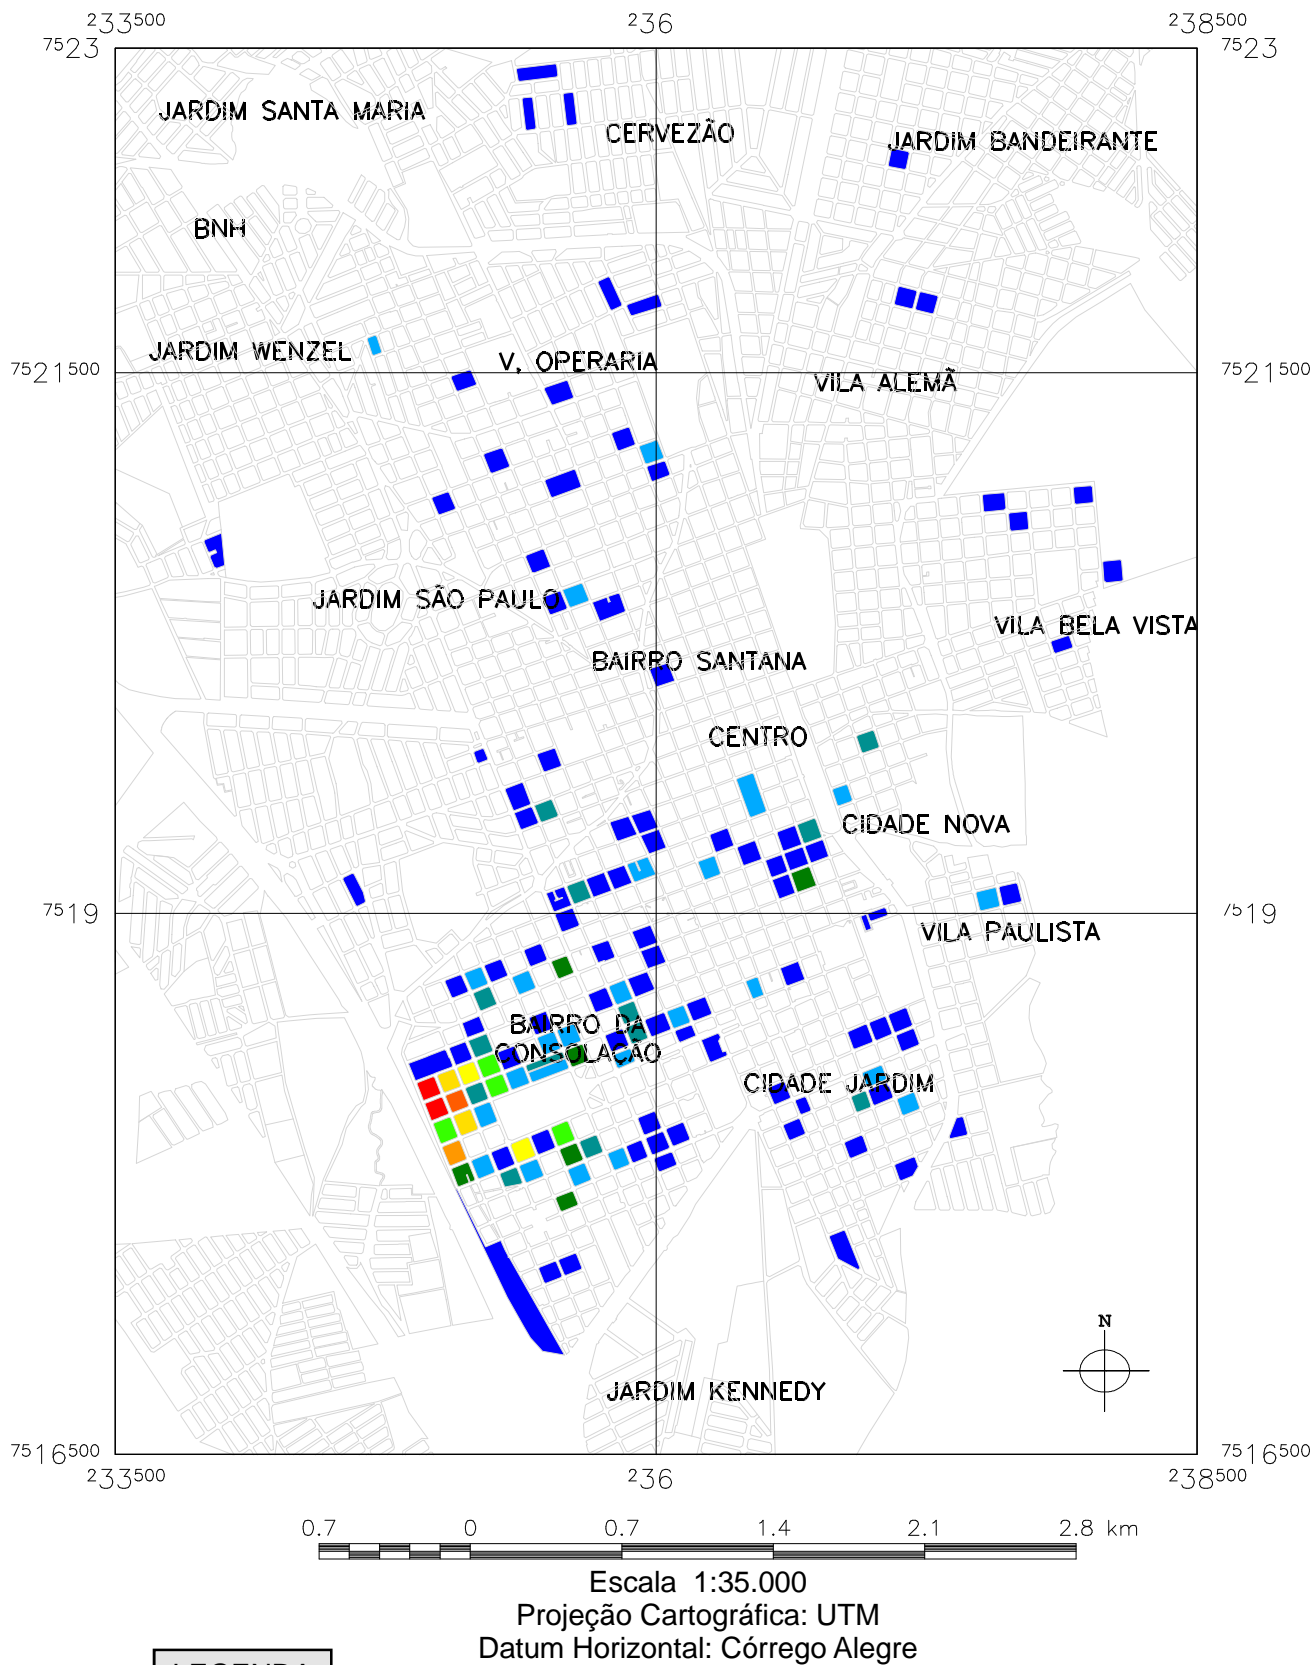 233500 236 238500
7523 7523
JARDIM SANTA MARIA
CERVEZÃO
JARDIM BANDEIRANTE
BNH
JARDIM WENZEL
V. OPERARIA
7521500 7521500
VILA ALEMÃ
JARDIM SÃO PAULO
VILA BELA VISTA
BAIRRO SANTANA
CENTRO
CIDADE NOVA
7519 7519
VILA PAULISTA
BAIRRO DA
CONSOLAÇÃO
CIDADE JARDIM
N
JARDIM KENNEDY
7516500 7516500
233500 236 238500
0.7 0 0.7 1.4 2.1 2.8 km
Escala 1:35.000
Projeção Cartográfica: UTM
Datum Horizontal: Córrego Alegre
LEGENDA